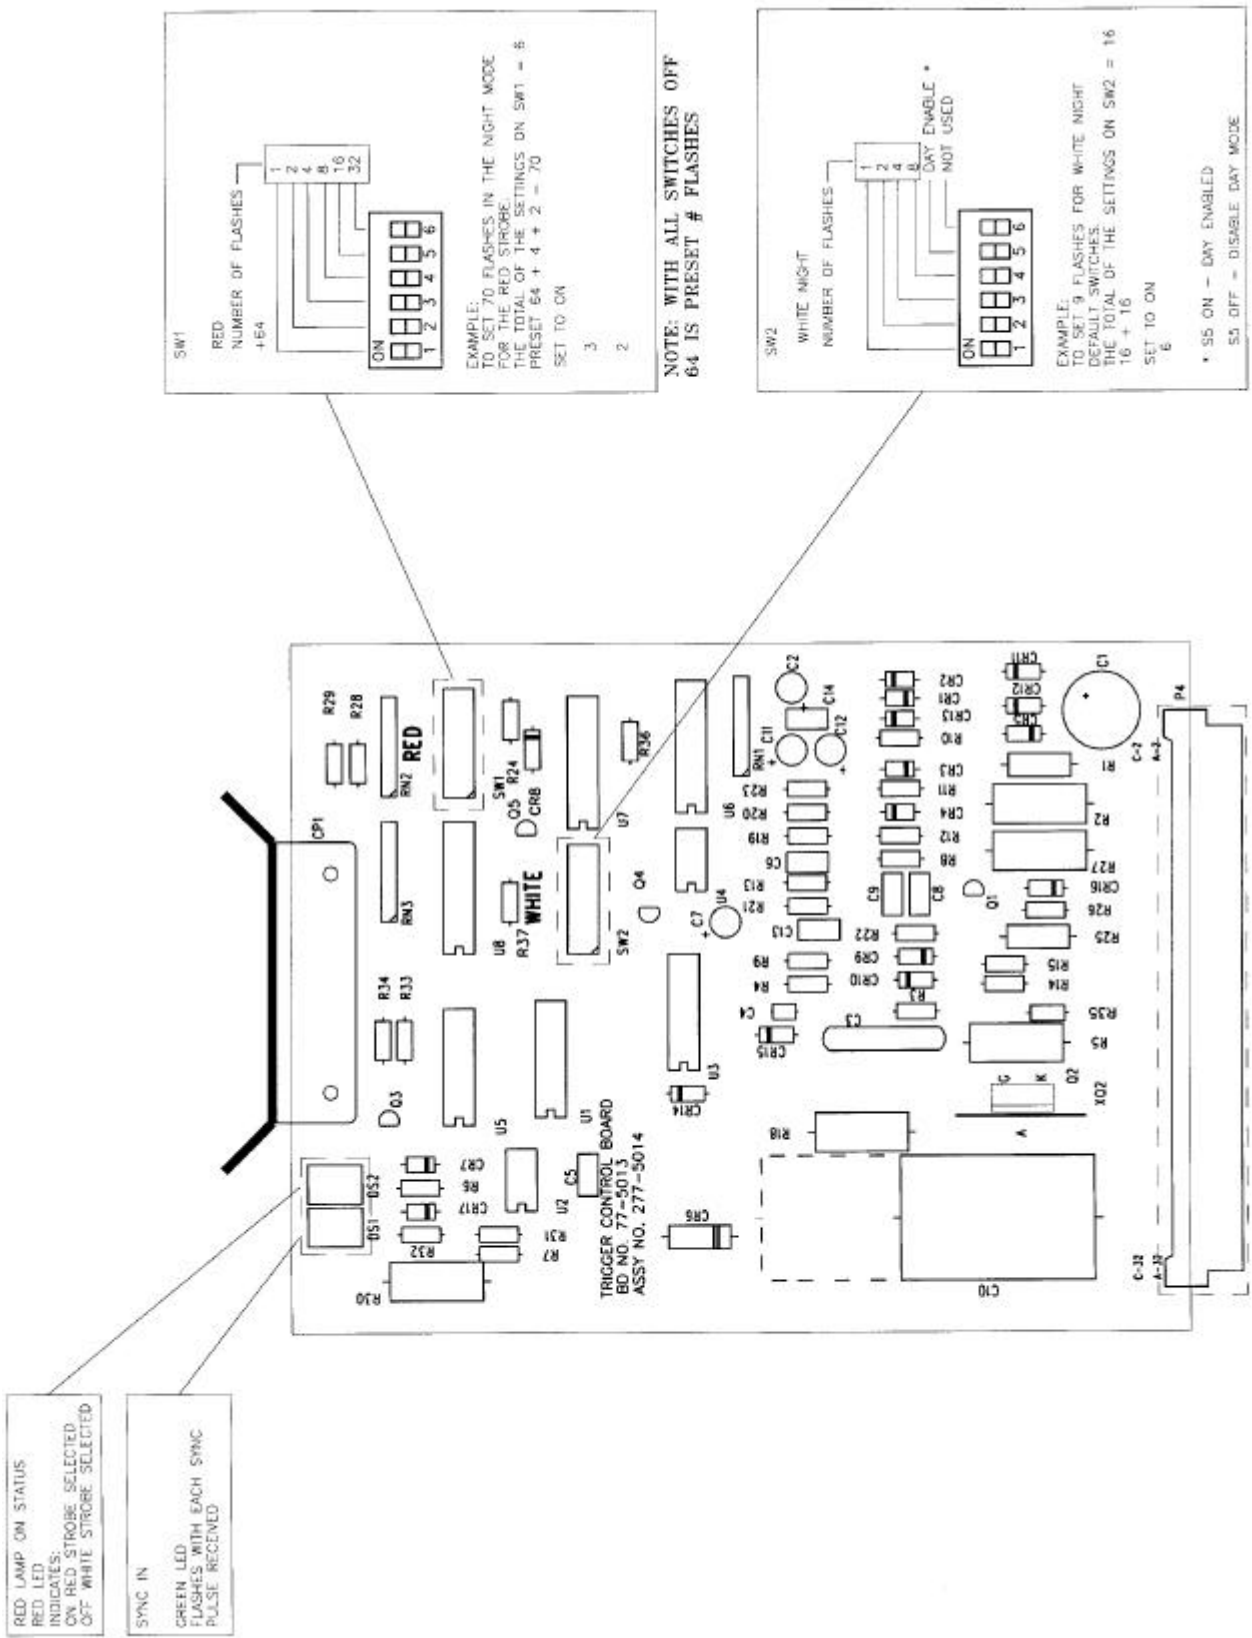 RED LAMP ON STATUS
RED LED
INDICATES:
ON RED STROBE SELECTED
OFF WHITE STROBE SELECTED
SYNC IN
GREEN LED
FLASHES WITH EACH SYNC
PULSE RECEIVED
SW1
RED
NUMBER OF FLASHES
+64
1
2
4
8
16
32
ON
1 2 3 4 5 6
EXAMPLE:
TO SET 70 FLASHES IN THE NIGHT MODE
FOR THE RED STROBE.
THE TOTAL OF THE SETTINGS ON SW1 = 6
PRESET 64 + 4 + 2 = 70
SET TO ON
3
2
NOTE: WITH ALL SWITCHES OFF
64 IS PRESET # FLASHES
SW2
WHITE NIGHT
NUMBER OF FLASHES
1
2
4
8
DAY ENABLE *
NOT USED
ON
1 2 3 4 5 6
EXAMPLE:
TO SET 9 FLASHES FOR WHITE NIGHT
DEFAULT SWITCHES.
THE TOTAL OF THE SETTINGS ON SW2 = 16
16 + 16
SET TO ON
6
* S5 ON – DAY ENABLED
S5 OFF – DISABLE DAY MODE
CP1
R29
R28
RN2
RED
RN3
R34
R33
Q3
DS2
DS1
CR7
R6
CR17
R32
R30
SW1
R24
Q5
CR8
U8
R37
WHITE
U5
U7
R36
SW2
Q4
U1
U2
C5
R31
R7
TRIGGER CONTROL BOARD
BD NO. 77-5013
ASSY NO. 277-5014
U6
RN1
C7
+
U4
U3
CR14
CR6
C2
C14
C11
+
C12
+
R23
R20
R19
C6
R13
R21
C13
R9
R4
C4
CR15
C3
R18
C10
CR2
CR1
CR13
R10
CR3
R11
CR4
R12
R8
C9
C8
R22
CR9
CR10
R3
CR11
CR12
CR5
C1
+
R1
R2
R27
Q1
CR16
R26
R25
R15
R14
R35
R5
G
K
A
Q2
XQ2
P4
C-2
A-2
C-32
A-32